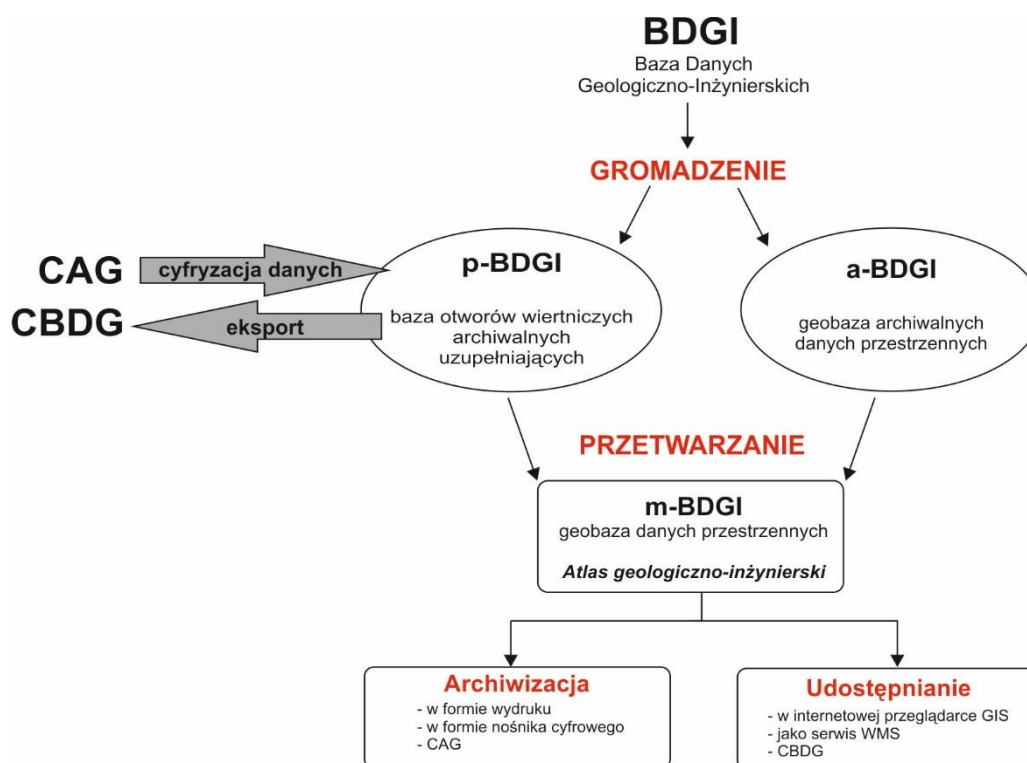 BDGI
Baza Danych
Geologiczno-Inżynierskich
GROMADZENIE
CAG
cyfryzacja danych
CBDG
eksport
p-BDGI
baza otworów wiertniczych
archiwalnych
uzupełniających
a-BDGI
geobaza archiwalnych
danych przestrzennych
PRZETWARZANIE
m-BDGI
geobaza danych przestrzennych
Atlas geologiczno-inżynierski
Archiwizacja
- w formie wydruku
- w formie nośnika cyfrowego
- CAG
Udostępnianie
- w internetowej przeglądarce GIS
- jako serwis WMS
- CBDG